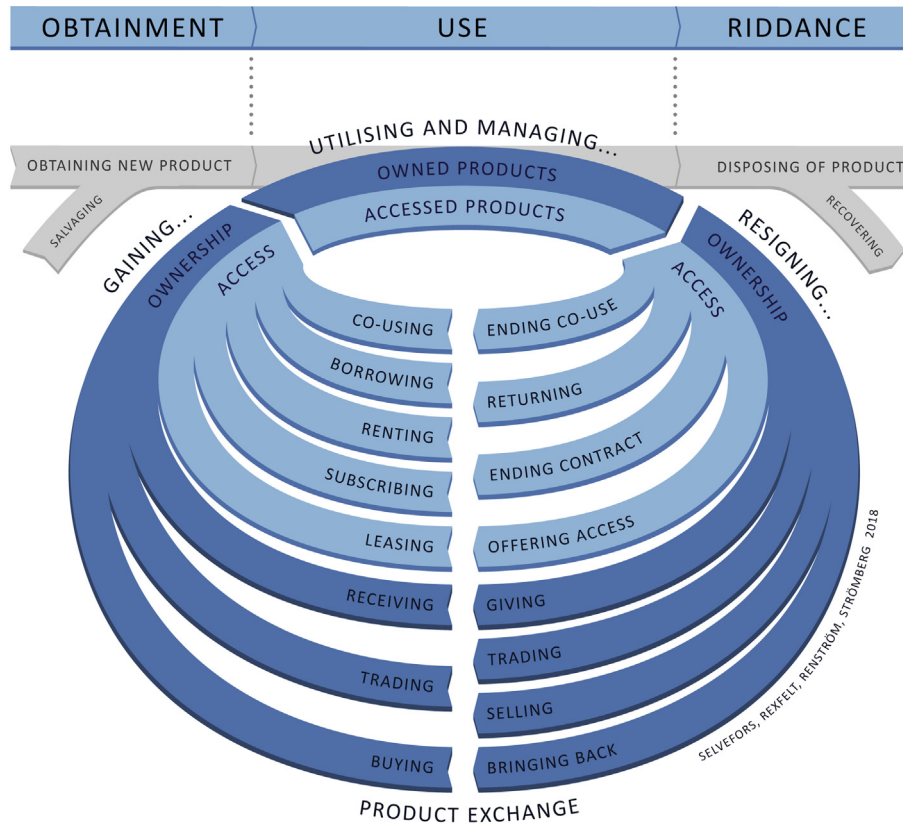 OBTAINMENT
USE
RIDDANCE
UTILISING AND MANAGING...
OBTAINING NEW PRODUCT
OWNED PRODUCTS
DISPOSING OF PRODUCT
SALVAGING
ACCESSED PRODUCTS
RECOVERING
GAINING...
OWNERSHIP
ACCESS
RESIGNING...
OWNERSHIP
ACCESS
CO-USING
ENDING CO-USE
BORROWING
RETURNING
RENTING
SUBSCRIBING
ENDING CONTRACT
LEASING
OFFERING ACCESS
RECEIVING
GIVING
TRADING
TRADING
SELLING
BUYING
BRINGING BACK
PRODUCT EXCHANGE
SELVEFORS, REXFELT, RENSTRÖM, STRÖMBERG 2018